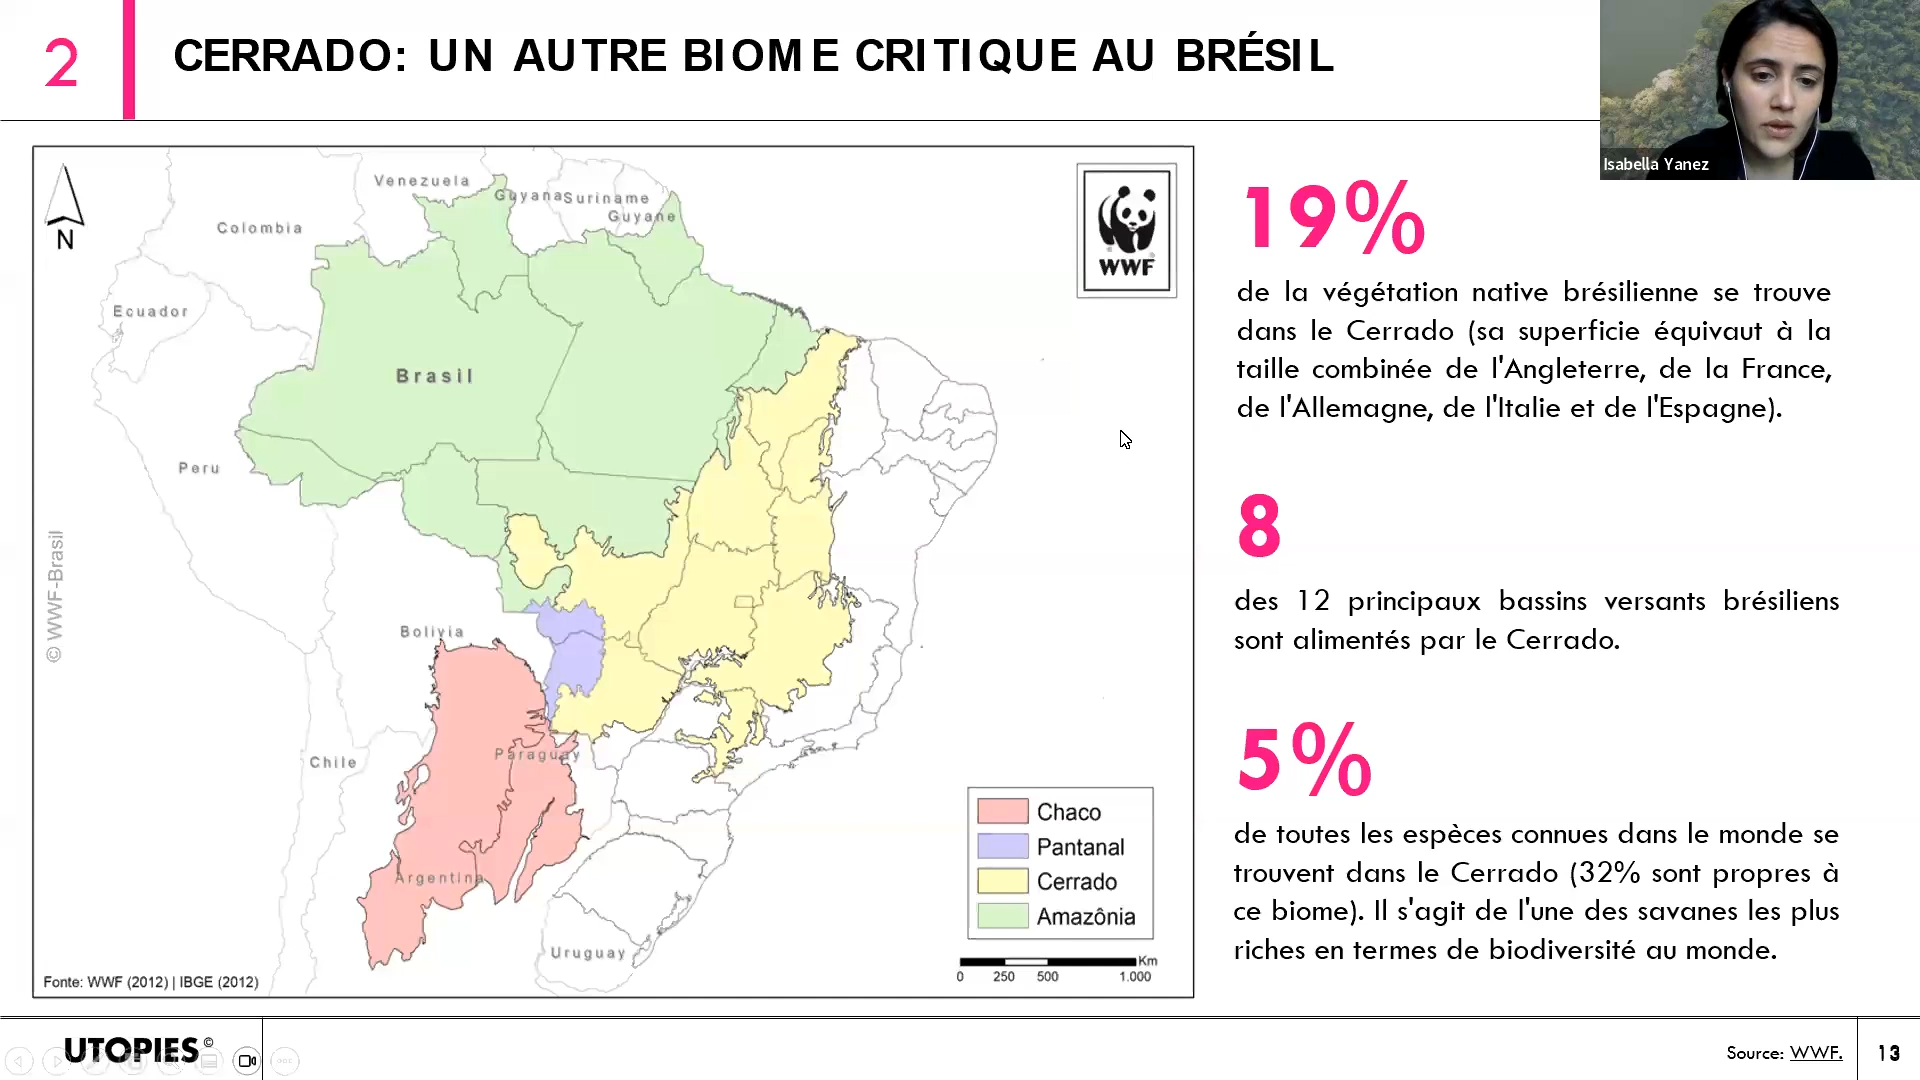 2
CERRADO: UN AUTRE BIOME CRITIQUE AU BRÉSIL
Isabella Yanez
N
Venezuela
Guyana
Suriname
Guyane
Colombia
Ecuador
Brasil
Peru
Bolivia
Paraguay
Chile
Argentina
Uruguay
© WWF-Brasil
WWF
Chaco
Pantanal
Cerrado
Amazônia
Km
0 250 500 1.000
Fonte: WWF (2012) | IBGE (2012)
19%
de la végétation native brésilienne se trouve
dans le Cerrado (sa superficie équivaut à la
taille combinée de l'Angleterre, de la France,
de l'Allemagne, de l'Italie et de l'Espagne).
8
des 12 principaux bassins versants brésiliens
sont alimentés par le Cerrado.
5%
de toutes les espèces connues dans le monde se
trouvent dans le Cerrado (32% sont propres à
ce biome). Il s'agit de l'une des savanes les plus
riches en termes de biodiversité au monde.
UTOPIES©
Source: WWF.
13